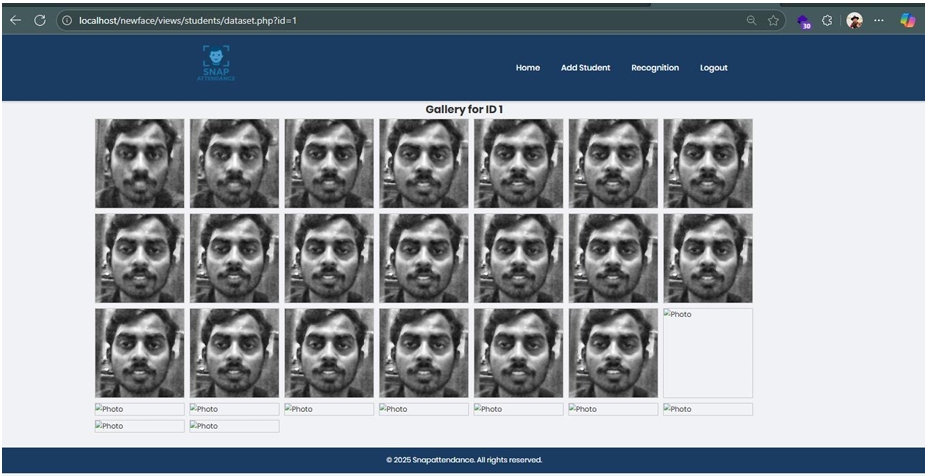 localhost/newface/views/students/dataset.php?id=1
30
SNAP
ATTENDANCE
Home Add Student Recognition Logout
Gallery for ID 1
Photo
Photo Photo Photo Photo Photo Photo Photo
Photo Photo
© 2025 Snapattendance. All rights reserved.